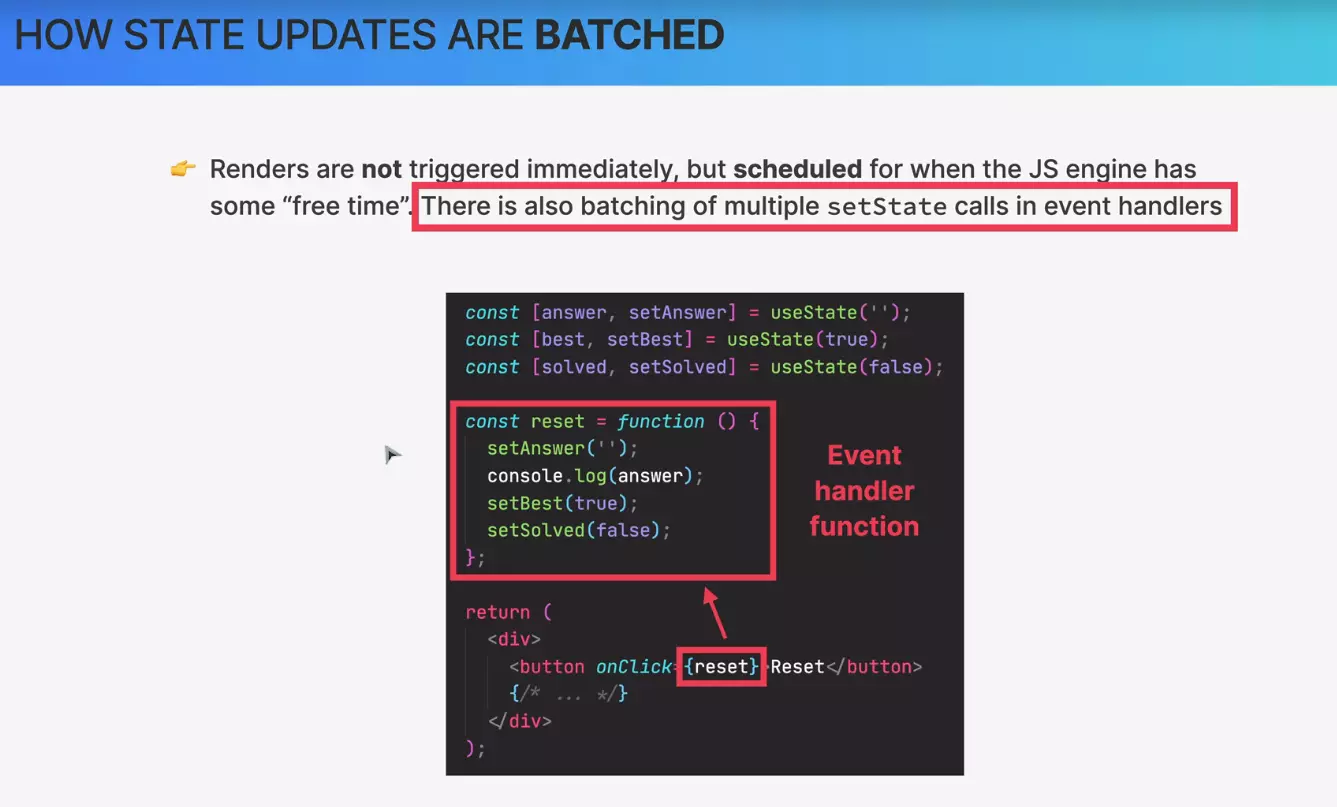 HOW STATE UPDATES ARE BATCHED
👉 Renders are not triggered immediately, but scheduled for when the JS engine has
some “free time”. There is also batching of multiple setState calls in event handlers
const [answer, setAnswer] = useState('');
const [best, setBest] = useState(true);
const [solved, setSolved] = useState(false);
const reset = function () {
setAnswer('');
console.log(answer);
setBest(true);
setSolved(false);
};
Event
handler
function
return (
<div>
<button onClick={reset}>Reset</button>
{/* ... */}
</div>
);